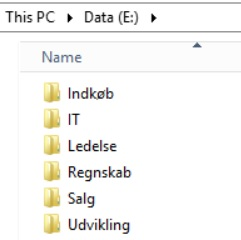 This PC ▸ Data (E:) ▸
Name
Indkøb
IT
Ledelse
Regnskab
Salg
Udvikling